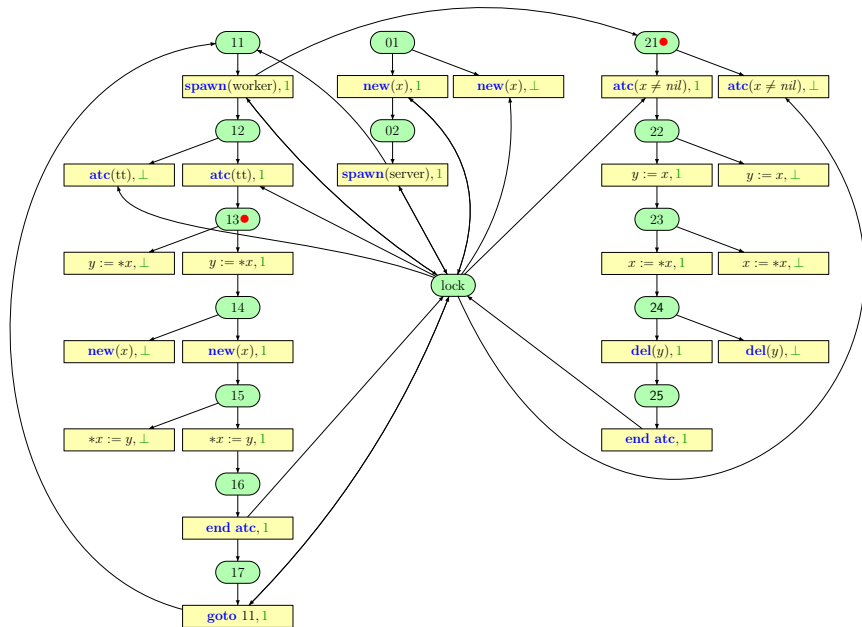 11 01 21
spawn(worker), 1 new(x), 1 new(x), ⊥ atc(x ≠ nil), 1 atc(x ≠ nil), ⊥
12 02 22
atc(tt), ⊥ atc(tt), 1 spawn(server), 1 y := x, 1 y := x, ⊥
13 23
y := *x, ⊥ y := *x, 1 x := *x, 1 x := *x, ⊥
lock
14 24
new(x), ⊥ new(x), 1 del(y), 1 del(y), ⊥
15 25
*x := y, ⊥ *x := y, 1 end atc, 1
16
end atc, 1
17
goto 11, 1